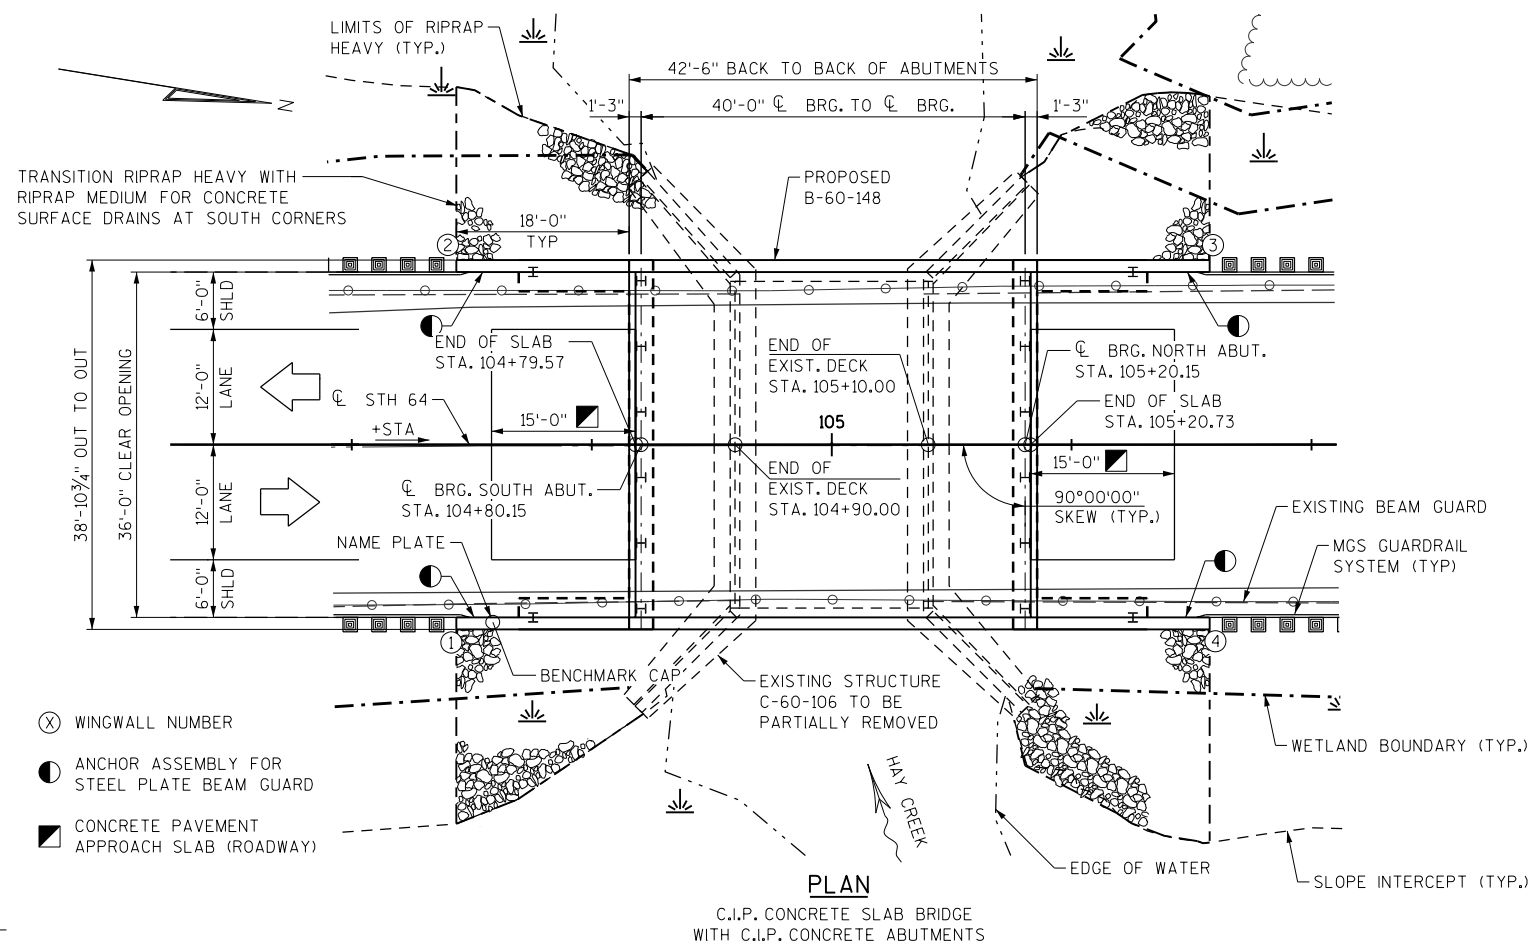 LIMITS OF RIPRAP
HEAVY (TYP.)
42'-6" BACK TO BACK OF ABUTMENTS
1'-3"
40'-0" ℄ BRG. TO ℄ BRG.
1'-3"
N
TRANSITION RIPRAP HEAVY WITH
RIPRAP MEDIUM FOR CONCRETE
SURFACE DRAINS AT SOUTH CORNERS
PROPOSED
B-60-148
18'-0"
TYP
2
3
38'-10¾" OUT TO OUT
36'-0" CLEAR OPENING
6'-0"
SHLD
12'-0"
LANE
12'-0"
LANE
6'-0"
SHLD
END OF SLAB
STA. 104+79.57
END OF
EXIST. DECK
STA. 105+10.00
℄ BRG. NORTH ABUT.
STA. 105+20.15
END OF SLAB
STA. 105+20.73
℄ STH 64
+STA
15'-0"
105
℄ BRG. SOUTH ABUT.
STA. 104+80.15
END OF
EXIST. DECK
STA. 104+90.00
15'-0"
90°00'00"
SKEW (TYP.)
EXISTING BEAM GUARD
MGS GUARDRAIL
SYSTEM (TYP)
NAME PLATE
1
4
BENCHMARK CAP
EXISTING STRUCTURE
C-60-106 TO BE
PARTIALLY REMOVED
HAY CREEK
WETLAND BOUNDARY (TYP.)
EDGE OF WATER
SLOPE INTERCEPT (TYP.)
X WINGWALL NUMBER
ANCHOR ASSEMBLY FOR
STEEL PLATE BEAM GUARD
CONCRETE PAVEMENT
APPROACH SLAB (ROADWAY)
PLAN
C.I.P. CONCRETE SLAB BRIDGE
WITH C.I.P. CONCRETE ABUTMENTS